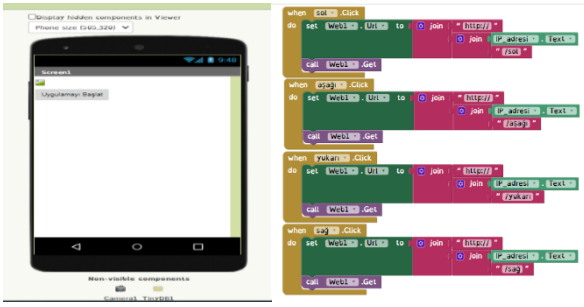 Display hidden components in Viewer
Phone size (505,320)
9:48
Screen1
Uygulamayı Başlat
Non-visible components
Camera1 TinyDB1
when sol .Click
do set Web1 . Url to join " http:// "
join IP_adresi . Text
" /sol "
call Web1 .Get
when aşağı .Click
do set Web1 . Url to join " http:// "
join IP_adresi . Text
" /aşağı "
call Web1 .Get
when yukarı .Click
do set Web1 . Url to join " http:// "
join IP_adresi . Text
" /yukarı "
call Web1 .Get
when sağ .Click
do set Web1 . Url to join " http:// "
join IP_adresi . Text
" /sağ "
call Web1 .Get